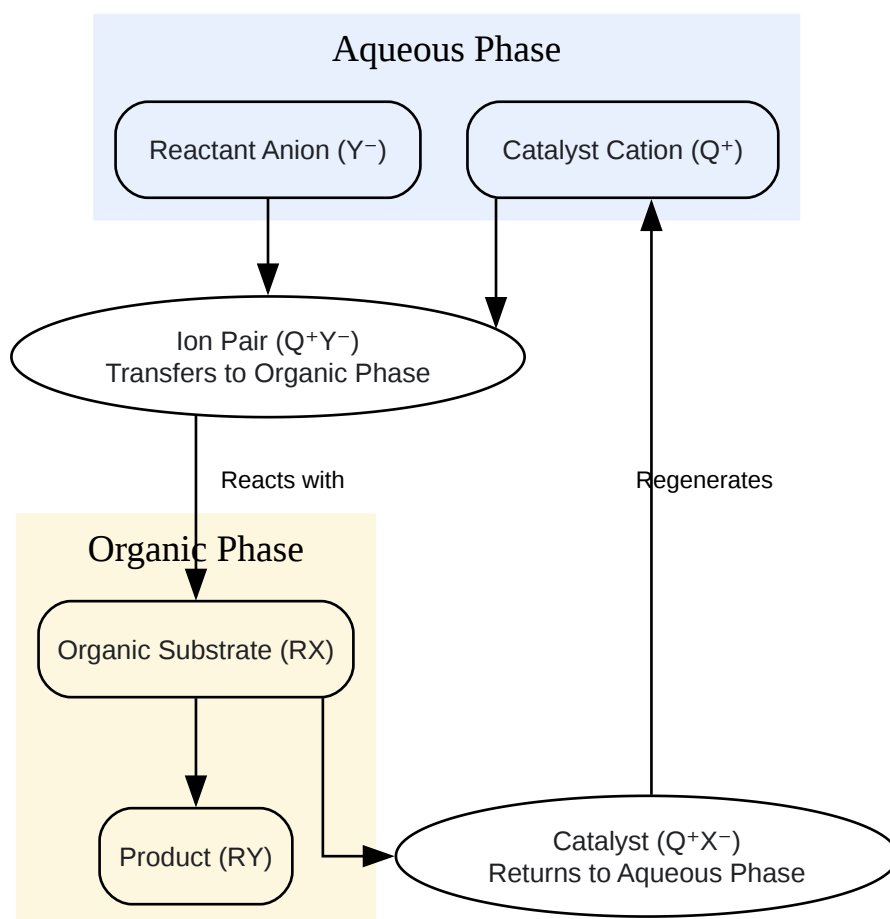 Aqueous Phase
Reactant Anion (Y⁻)
Catalyst Cation (Q⁺)
Ion Pair (Q⁺Y⁻)
Transfers to Organic Phase
Reacts with
Regenerates
Organic Phase
Organic Substrate (RX)
Product (RY)
Catalyst (Q⁺X⁻)
Returns to Aqueous Phase